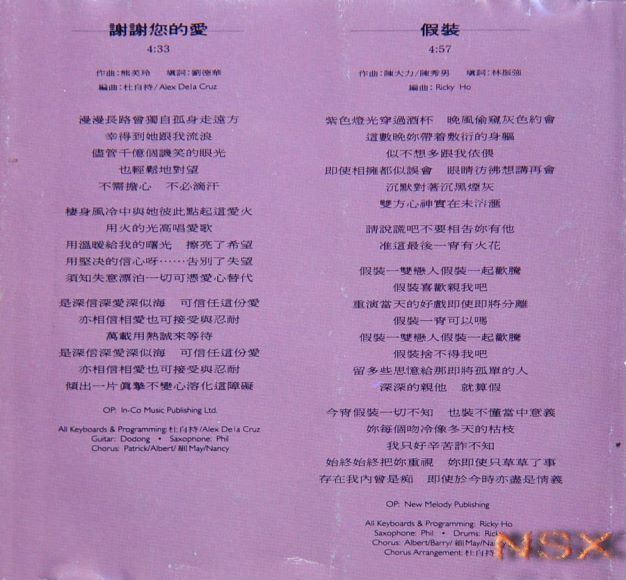 謝謝您的愛
4:33
作曲:熊美玲 填詞:劉德華
編曲:杜自持/Alex Dela Cruz
漫漫長路曾獨自孤身走遠方
幸得到她跟我流浪
儘管千億個譏笑的眼光
也輕鬆地對望
不需擔心 不必滴汗
棲身風冷中與她彼此點起這愛火
用火的光高唱愛歌
用溫暖給我的曙光 擦亮了希望
用堅決的信心呀……告別了失望
須知失意漂泊一切可憑愛心替代
是深信深愛深似海 可信任這份愛
亦相信相愛也可接受與忍耐
萬載用熱誠來等待
是深信深愛深似海 可信任這份愛
亦相信相愛也可接受與忍耐
傾出一片真摯不變心溶化這障礙
OP: In-Co Music Publishing Ltd.
All Keyboards & Programming:杜自持/Alex Dela Cruz
Guitar: Dodong • Saxophone: Phil
Chorus: Patrick/Albert/細May/Nancy
假裝
4:57
作曲:陳大力/陳秀男 填詞:林振強
編曲: Ricky Ho
紫色燈光穿過酒杯 晚風偷窺灰色約會
這數晚妳帶着敷衍的身軀
似不想多跟我依偎
即使相擁都似誤會 眼睛彷彿想講再會
沉默對著沉黑煙灰
雙方心神實在未滙
請說謊吧不要相告妳有他
准這最後一宵有火花
假裝一雙戀人假裝一起歡騰
假裝喜歡親我吧
重演當天的好戲即使即將分離
假裝一宵可以嗎
假裝一雙戀人假裝一起歡騰
假裝捨不得我吧
留多些思憶給那即將孤單的人
深深的親他 就算假
今宵假裝一切不知 也裝不懂當中意義
妳每個吻冷像冬天的枯枝
我只好辛苦詐不知
始終始終把妳重視 妳即使只草草了事
存在我內曾是痴 即使於今時亦盡是情義
OP: New Melody Publishing
All Keyboards & Programming: Ricky Ho
Saxophone: Phil • Drums: Ricky
Chorus: Albert/Barry/細May/Nancy
Chorus Arrangement:杜自持
NSX